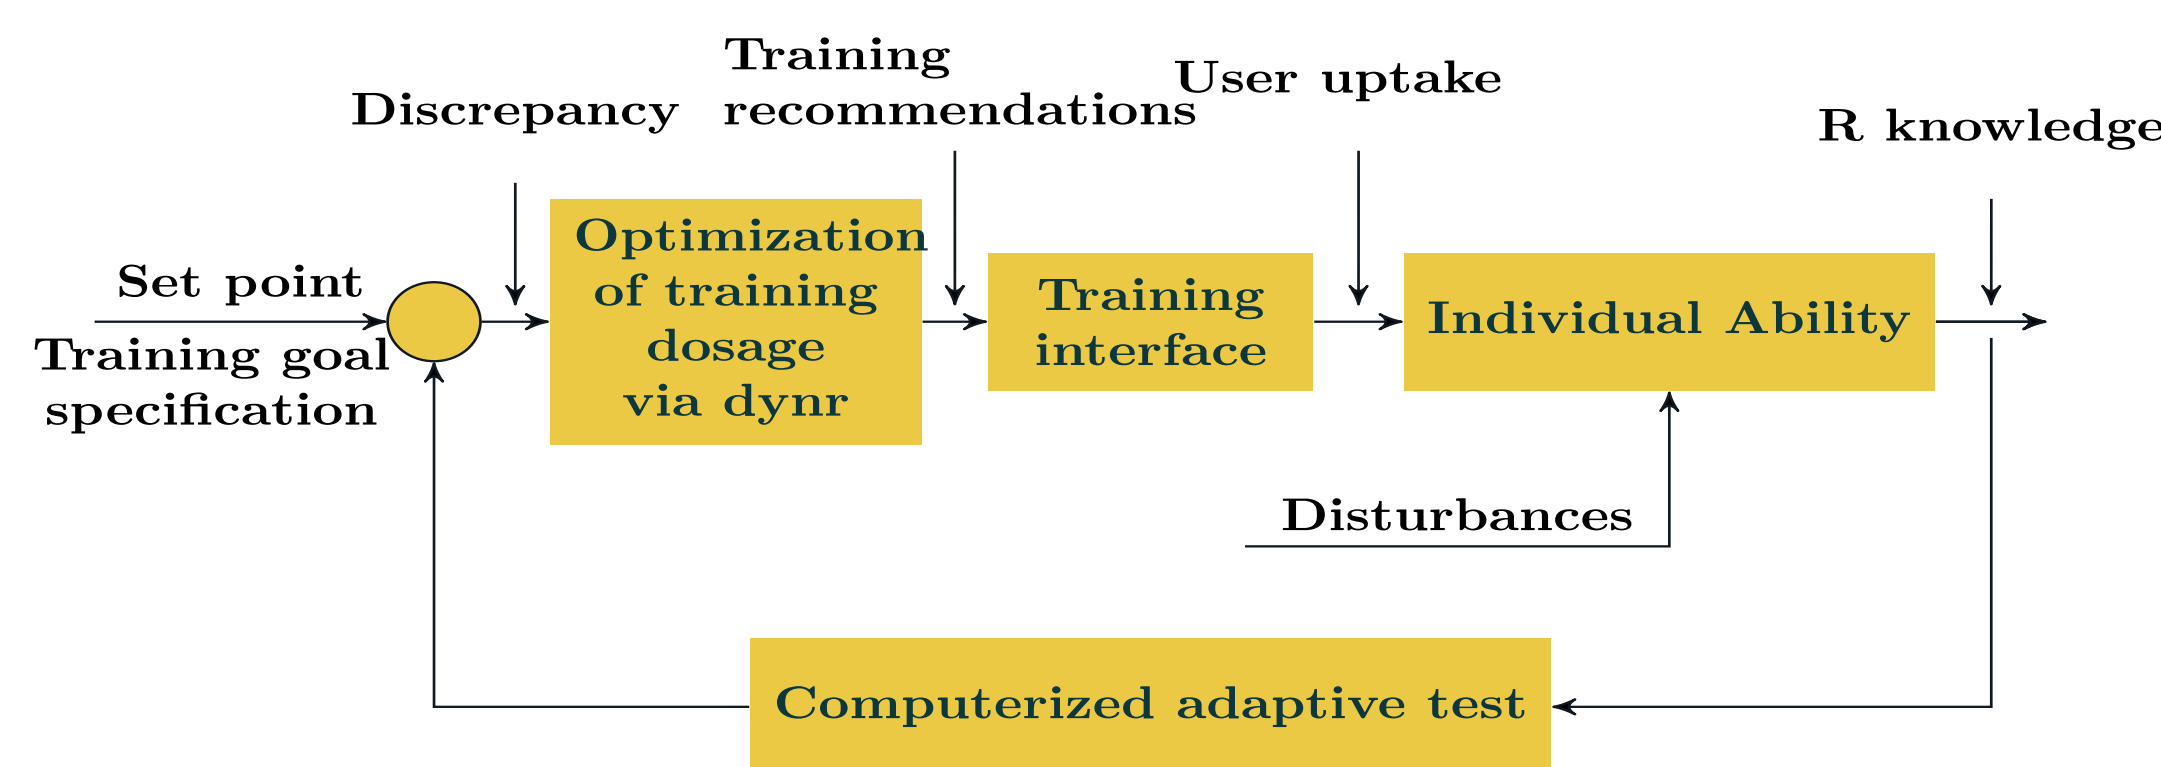 Training
recommendations
User uptake
Discrepancy
R knowledge
Set point
Training goal
specification
Optimization
of training
dosage
via dynr
Training
interface
Individual Ability
Disturbances
Computerized adaptive test